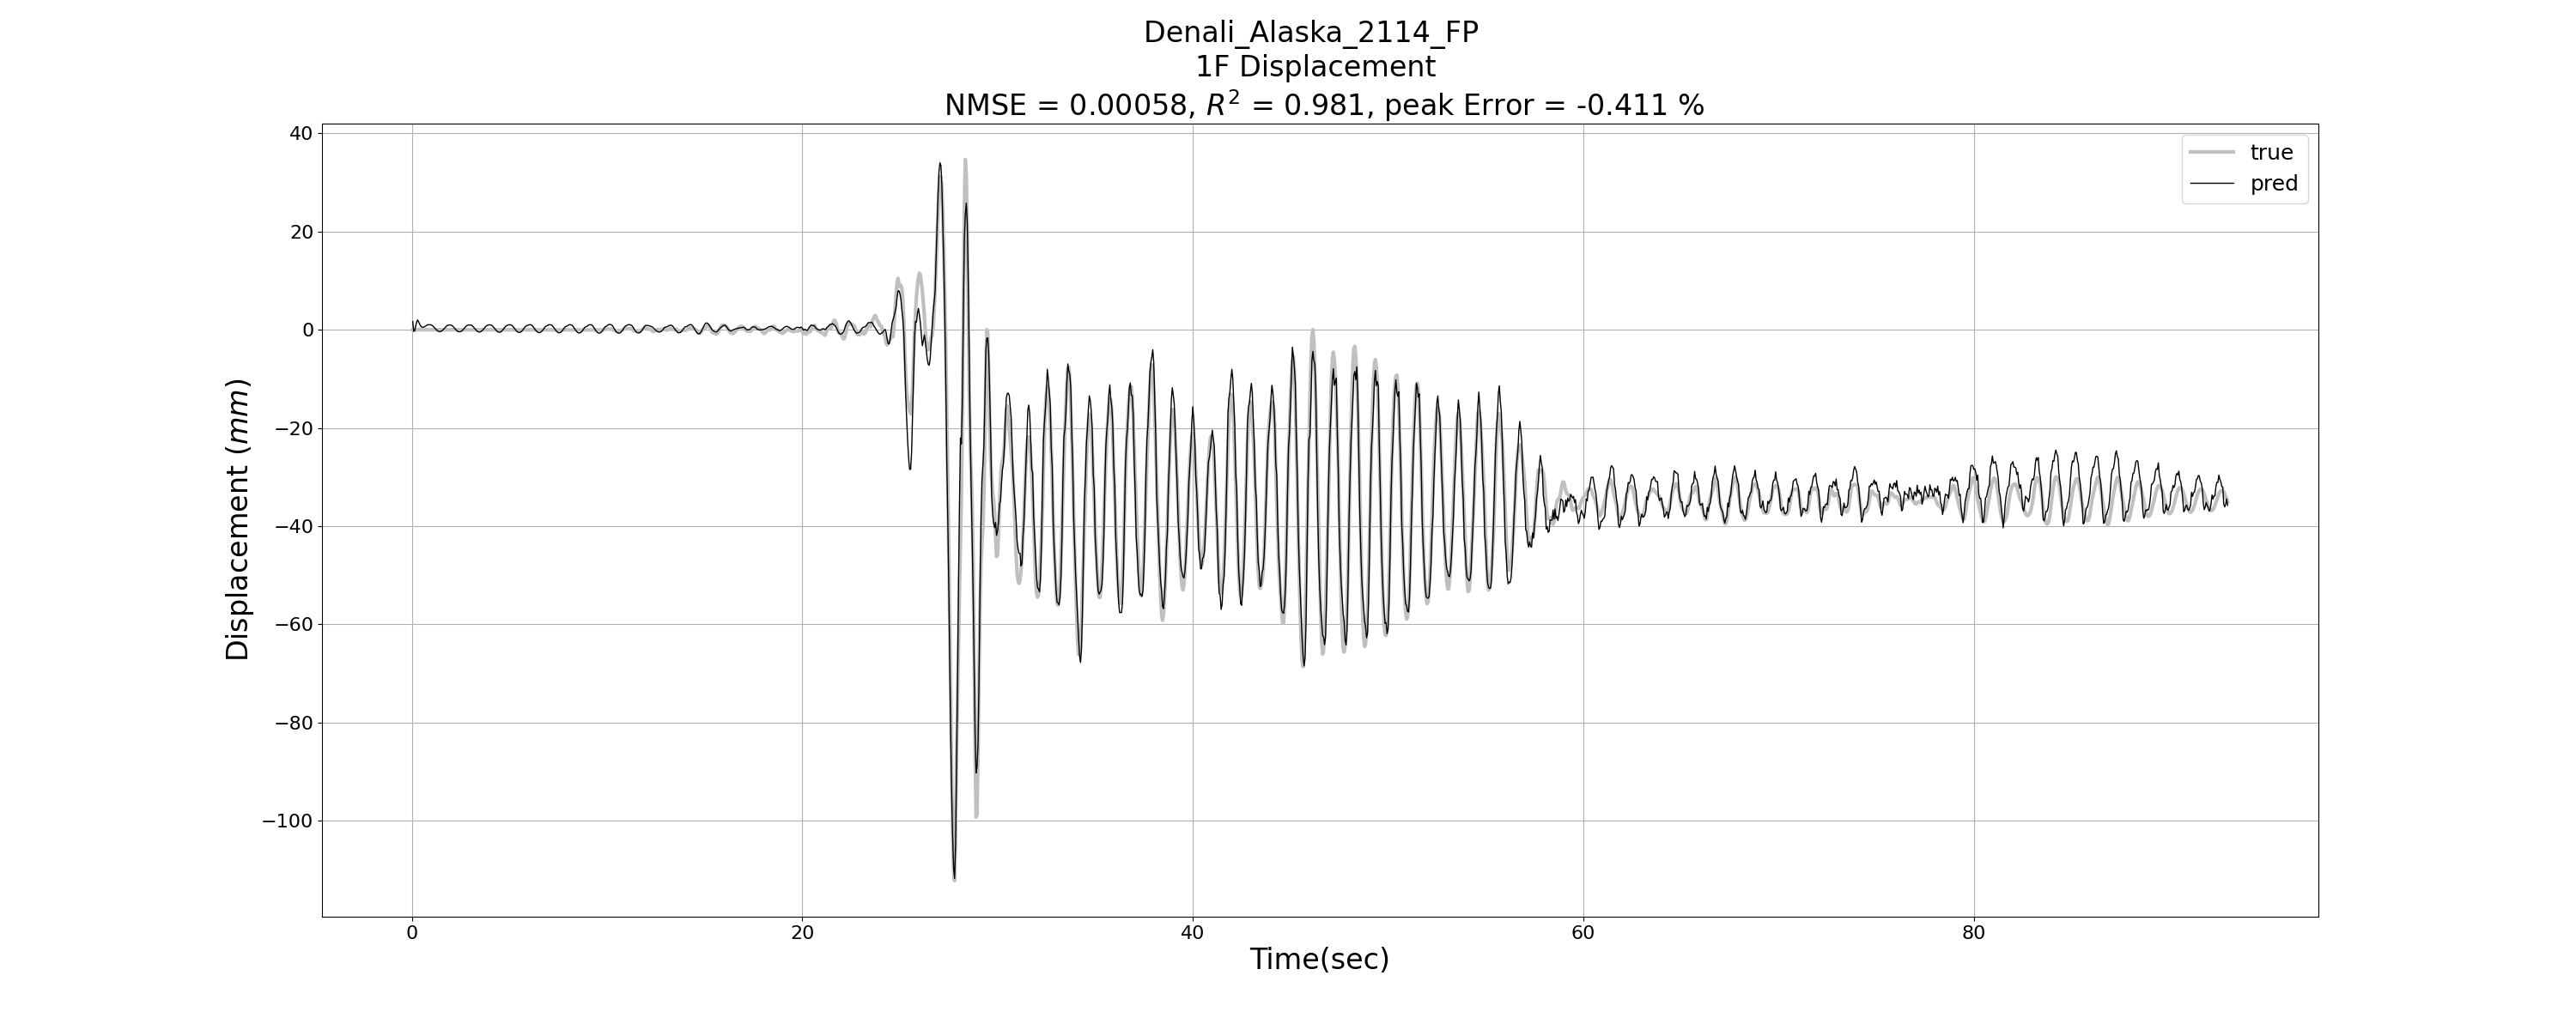 Denali_Alaska_2114_FP
1F Displacement
NMSE = 0.00058, R² = 0.981, peak Error = -0.411 %
true
pred
40
20
0
−20
−40
−60
−80
−100
Displacement (mm)
0 20 40 60 80
Time(sec)